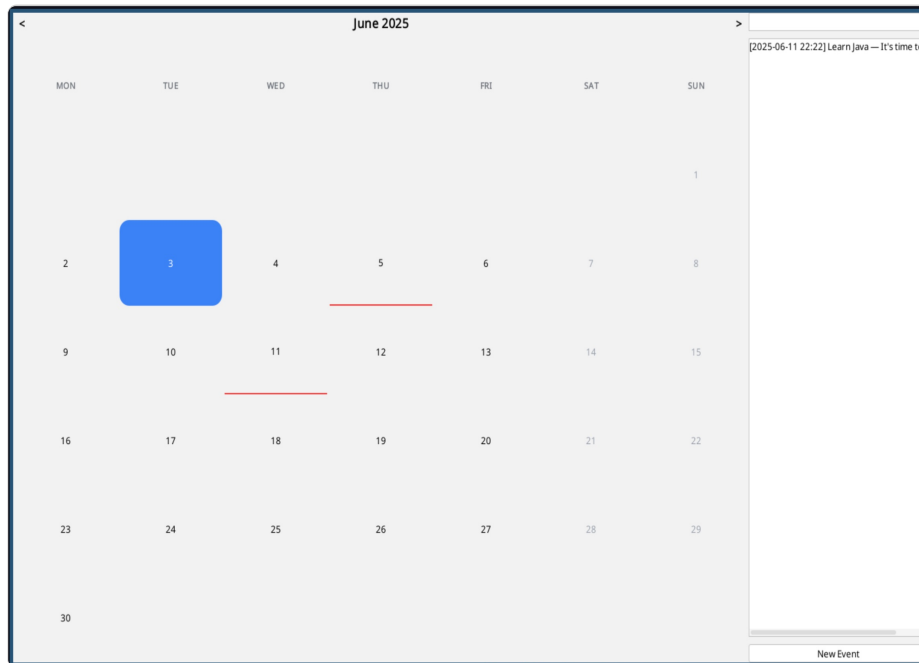 < June 2025 >
[2025-06-11 22:22] Learn Java — It's time
MON TUE WED THU FRI SAT SUN
1
2 3 4 5 6 7 8
9 10 11 12 13 14 15
16 17 18 19 20 21 22
23 24 25 26 27 28 29
30
New Event